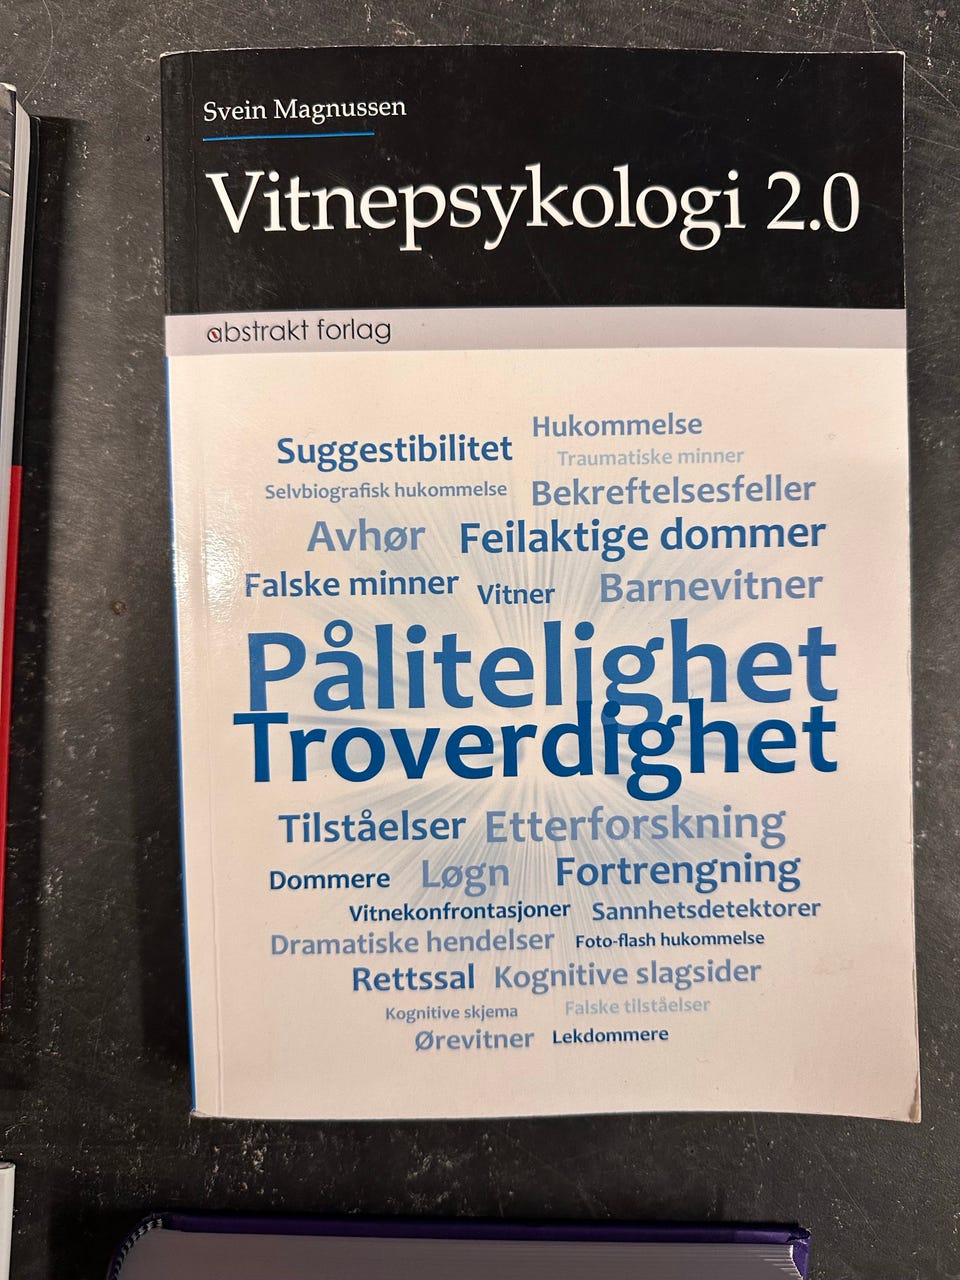 Svein Magnussen
Vitnepsykologi 2.0
abstrakt forlag
Hukommelse
Suggestibilitet
Traumatiske minner
Selvbiografisk hukommelse Bekreftelsesfeller
Avhør Feilaktige dommer
Falske minner Vitner Barnevitner
Pålitelighet
Troverdighet
Tilståelser Etterforskning
Dommere Løgn Fortrengning
Vitnekonfrontasjoner Sannhetsdetektorer
Dramatiske hendelser Foto-flash hukommelse
Rettssal Kognitive slagsider
Kognitive skjema Falske tilståelser
Ørevitner Lekdommere